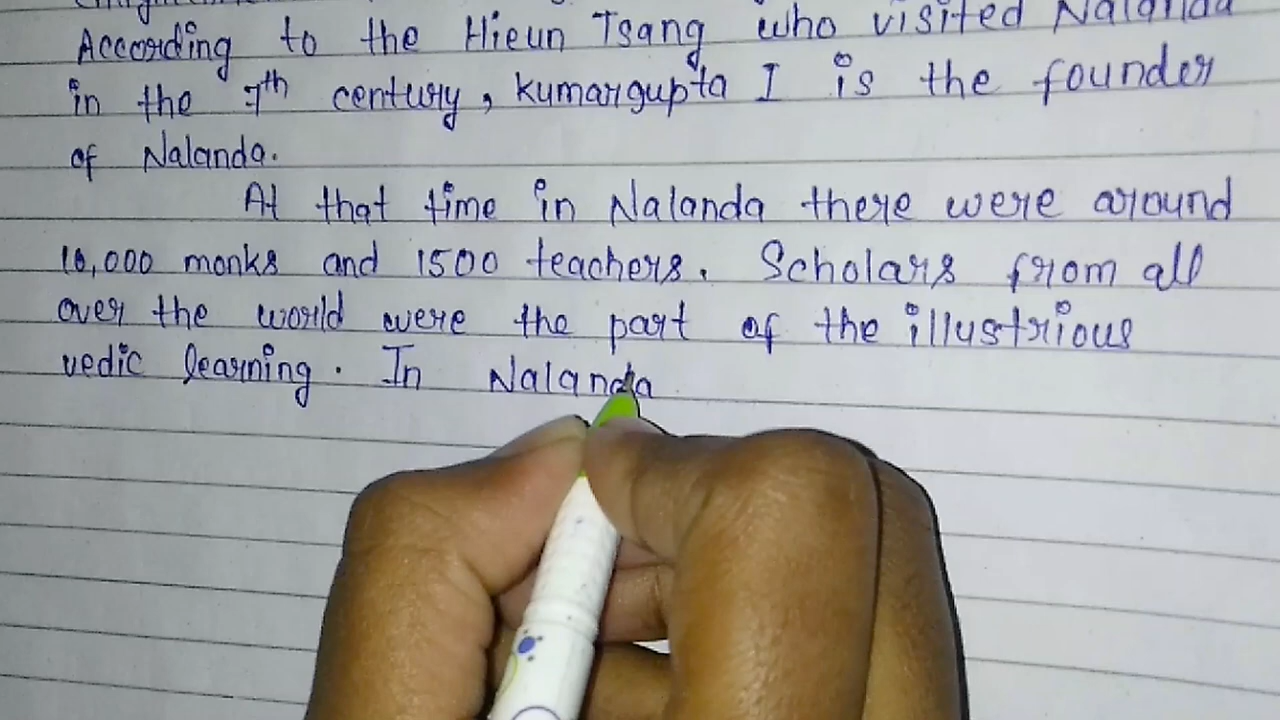 According to the Hieun Tsang who visited Nalanda
in the 7th century, Kumargupta I is the founder
of Nalanda.
At that time in Nalanda there were around
10,000 monks and 1500 teachers. Scholars from all
over the world were the part of the illustrious
vedic learning. In Nalanda